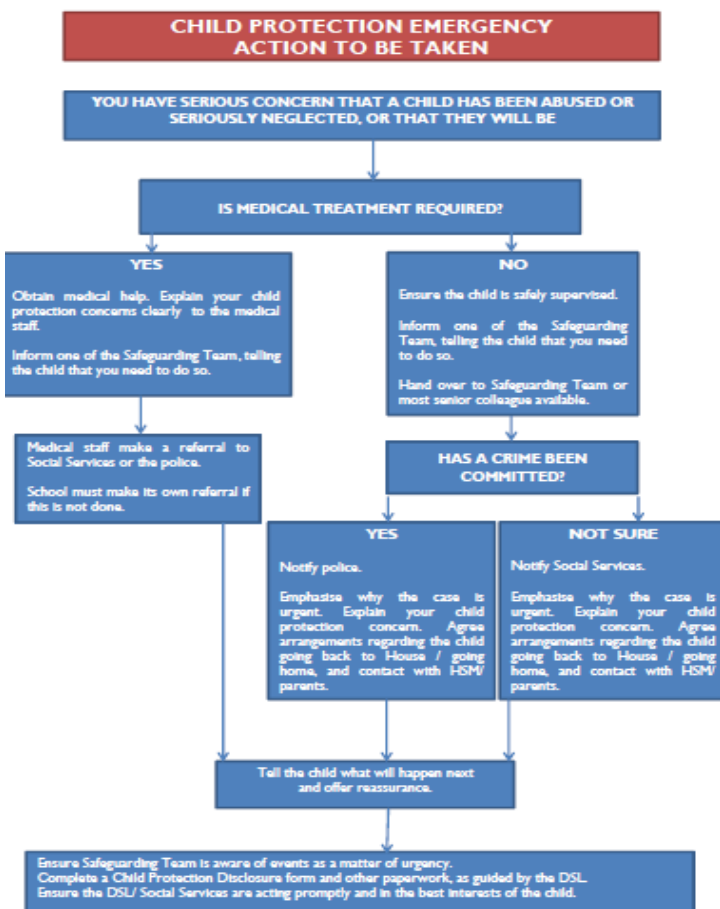 CHILD PROTECTION EMERGENCY
ACTION TO BE TAKEN
YOU HAVE SERIOUS CONCERN THAT A CHILD HAS BEEN ABUSED OR
SERIOUSLY NEGLECTED, OR THAT THEY WILL BE
IS MEDICAL TREATMENT REQUIRED?
YES
Obtain medical help. Explain your child
protection concerns clearly to the medical
staff.
Inform one of the Safeguarding Team, telling
the child that you need to do so.
NO
Ensure the child is safely supervised.
Inform one of the Safeguarding
Team, telling the child that you need
to do so.
Hand over to Safeguarding Team or
most senior colleague available.
Medical staff make a referral to
Social Services or the police.
School must make its own referral if
this is not done.
HAS A CRIME BEEN
COMMITTED?
YES
Notify police.
Emphasise why the case is
urgent. Explain your child
protection concern. Agree
arrangements regarding the child
going back to House / going
home, and contact with HSM/
parents.
NOT SURE
Notify Social Services.
Emphasise why the case is
urgent. Explain your child
protection concern. Agree
arrangements regarding the child
going back to House / going
home, and contact with HSM/
parents.
Tell the child what will happen next
and offer reassurance.
Ensure Safeguarding Team is aware of events as a matter of urgency.
Complete a Child Protection Disclosure form and other paperwork, as guided by the DSL.
Ensure the DSL/ Social Services are acting promptly and in the best interests of the child.